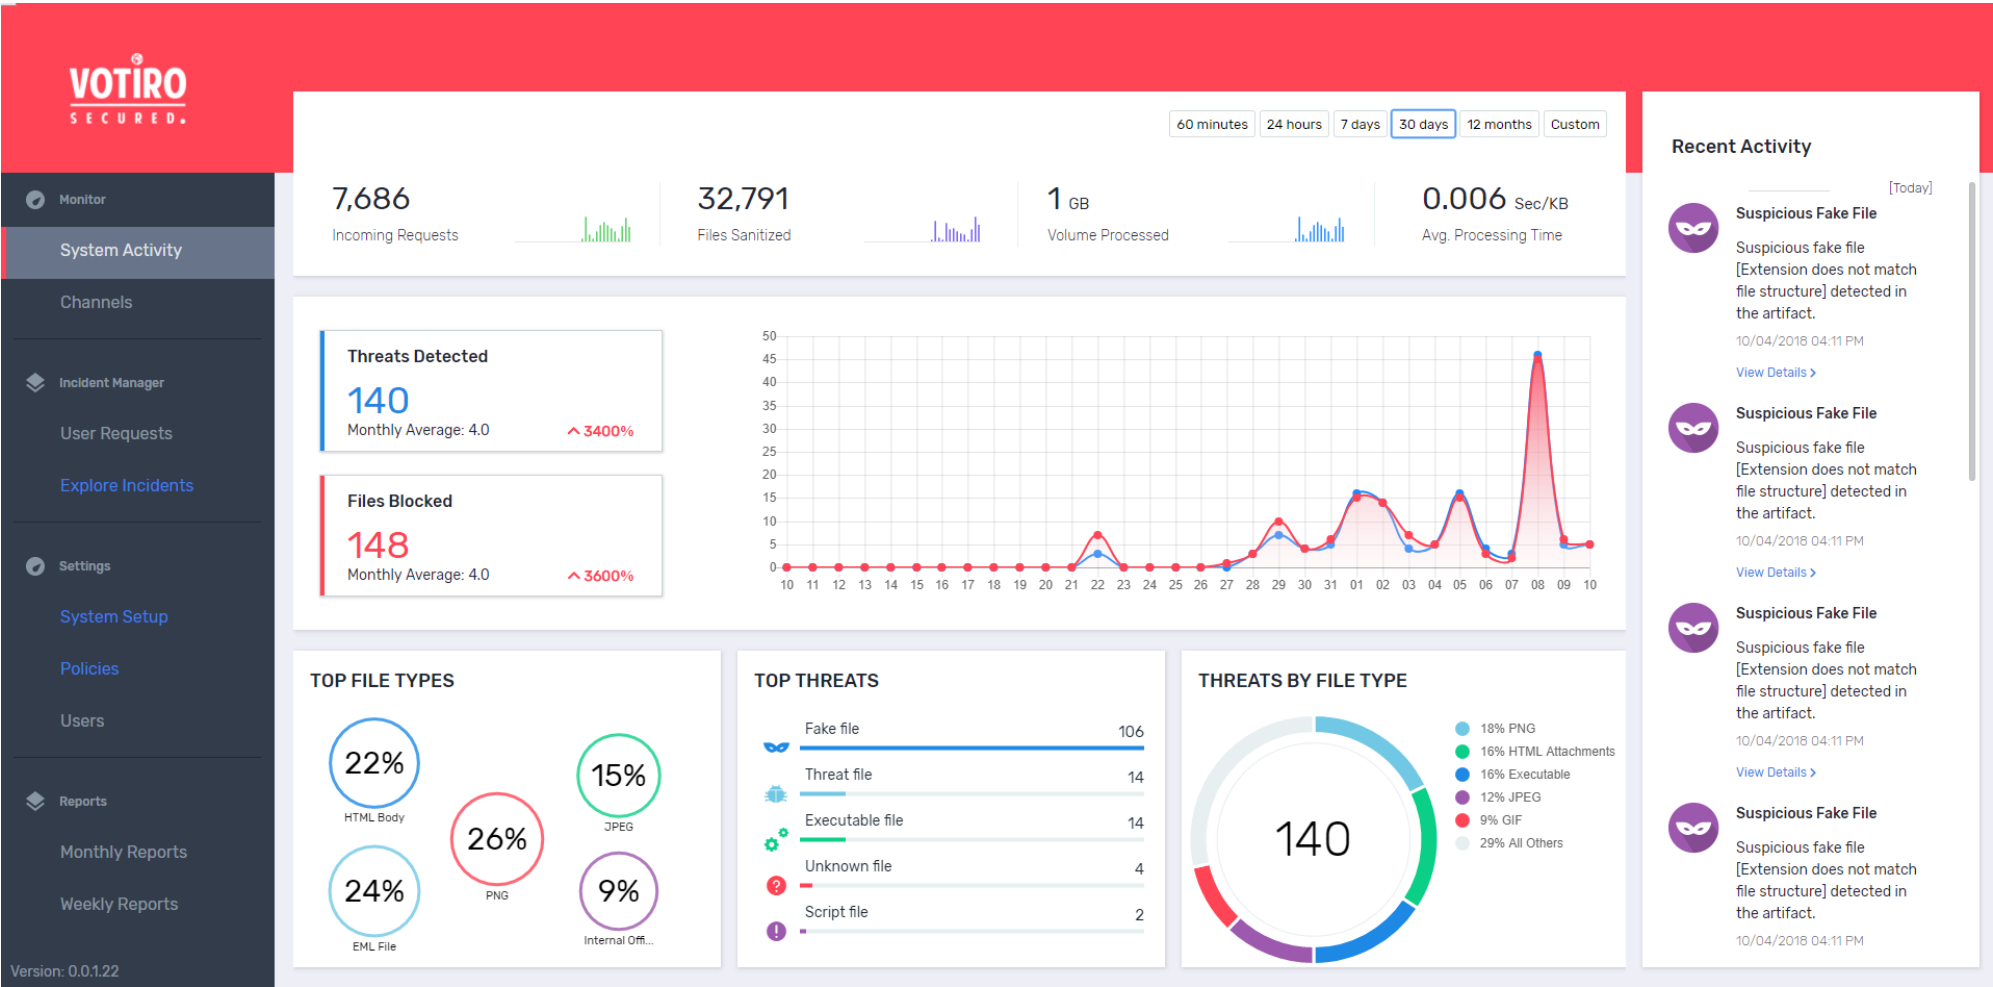 VOTIRO
SECURED.
Monitor
System Activity
Channels
Incident Manager
User Requests
Explore Incidents
Settings
System Setup
Policies
Users
Reports
Monthly Reports
Weekly Reports
Version: 0.0.1.22
60 minutes 24 hours 7 days 30 days 12 months Custom
7,686
Incoming Requests
32,791
Files Sanitized
1 GB
Volume Processed
0.006 Sec/KB
Avg. Processing Time
Threats Detected
140
Monthly Average: 4.0 3400%
Files Blocked
148
Monthly Average: 4.0 3600%
50
45
40
35
30
25
20
15
10
5
0
10 11 12 13 14 15 16 17 18 19 20 21 22 23 24 25 26 27 28 29 30 31 01 02 03 04 05 06 07 08 09 10
TOP FILE TYPES
22%
HTML Body
15%
JPEG
26%
PNG
24%
EML File
9%
Internal Offi...
TOP THREATS
Fake file 106
Threat file 14
Executable file 14
Unknown file 4
Script file 2
THREATS BY FILE TYPE
140
18% PNG
16% HTML Attachments
16% Executable
12% JPEG
9% GIF
29% All Others
Recent Activity
[Today]
Suspicious Fake File
Suspicious fake file
[Extension does not match
file structure] detected in
the artifact.
10/04/2018 04:11 PM
View Details
Suspicious Fake File
Suspicious fake file
[Extension does not match
file structure] detected in
the artifact.
10/04/2018 04:11 PM
View Details
Suspicious Fake File
Suspicious fake file
[Extension does not match
file structure] detected in
the artifact.
10/04/2018 04:11 PM
View Details
Suspicious Fake File
Suspicious fake file
[Extension does not match
file structure] detected in
the artifact.
10/04/2018 04:11 PM